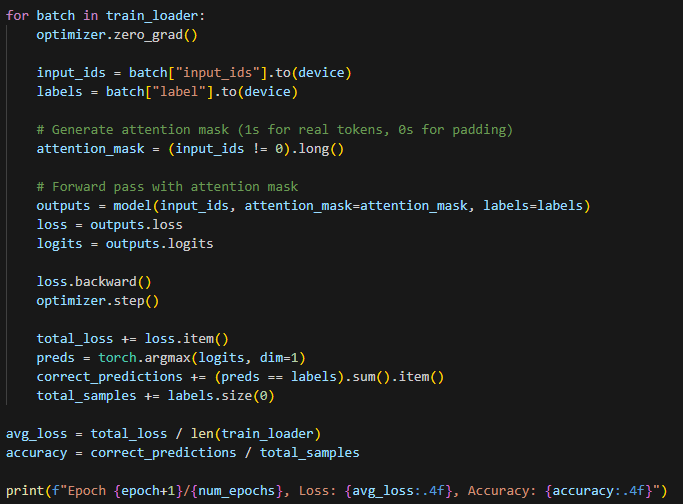 for batch in train_loader:
    optimizer.zero_grad()

    input_ids = batch["input_ids"].to(device)
    labels = batch["label"].to(device)

    # Generate attention mask (1s for real tokens, 0s for padding)
    attention_mask = (input_ids != 0).long()

    # Forward pass with attention mask
    outputs = model(input_ids, attention_mask=attention_mask, labels=labels)
    loss = outputs.loss
    logits = outputs.logits

    loss.backward()
    optimizer.step()

    total_loss += loss.item()
    preds = torch.argmax(logits, dim=1)
    correct_predictions += (preds == labels).sum().item()
    total_samples += labels.size(0)

avg_loss = total_loss / len(train_loader)
accuracy = correct_predictions / total_samples

print(f"Epoch {epoch+1}/{num_epochs}, Loss: {avg_loss:.4f}, Accuracy: {accuracy:.4f}")